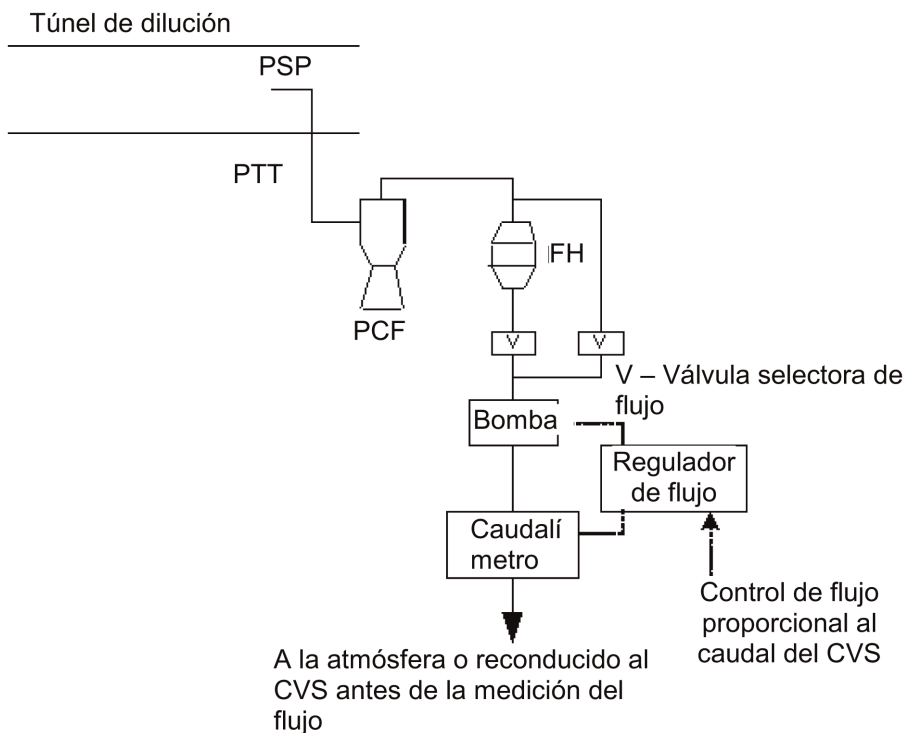 Túnel de dilución
PSP
PTT
FH
PCF
V
V
V – Válvula selectora de
flujo
Bomba
Regulador
de flujo
Caudalí
metro
Control de flujo
proporcional al
caudal del CVS
A la atmósfera o reconducido al
CVS antes de la medición del
flujo